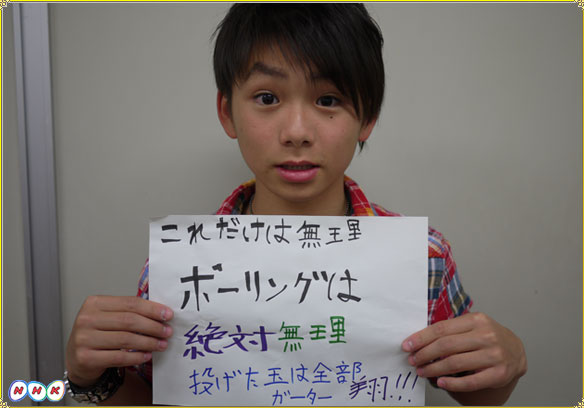 これだけは無理
ボーリングは
絶対無理
投げた玉は全部
ガーター 翔!!!
NHK